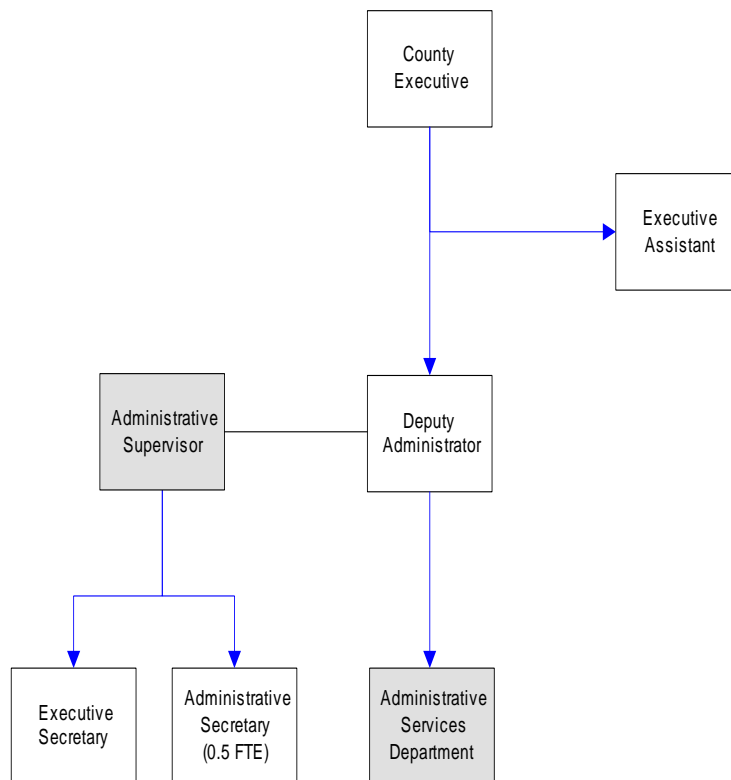 County
Executive
Executive
Assistant
Administrative
Supervisor
Deputy
Administrator
Executive
Secretary
Administrative
Secretary
(0.5 FTE)
Administrative
Services
Department